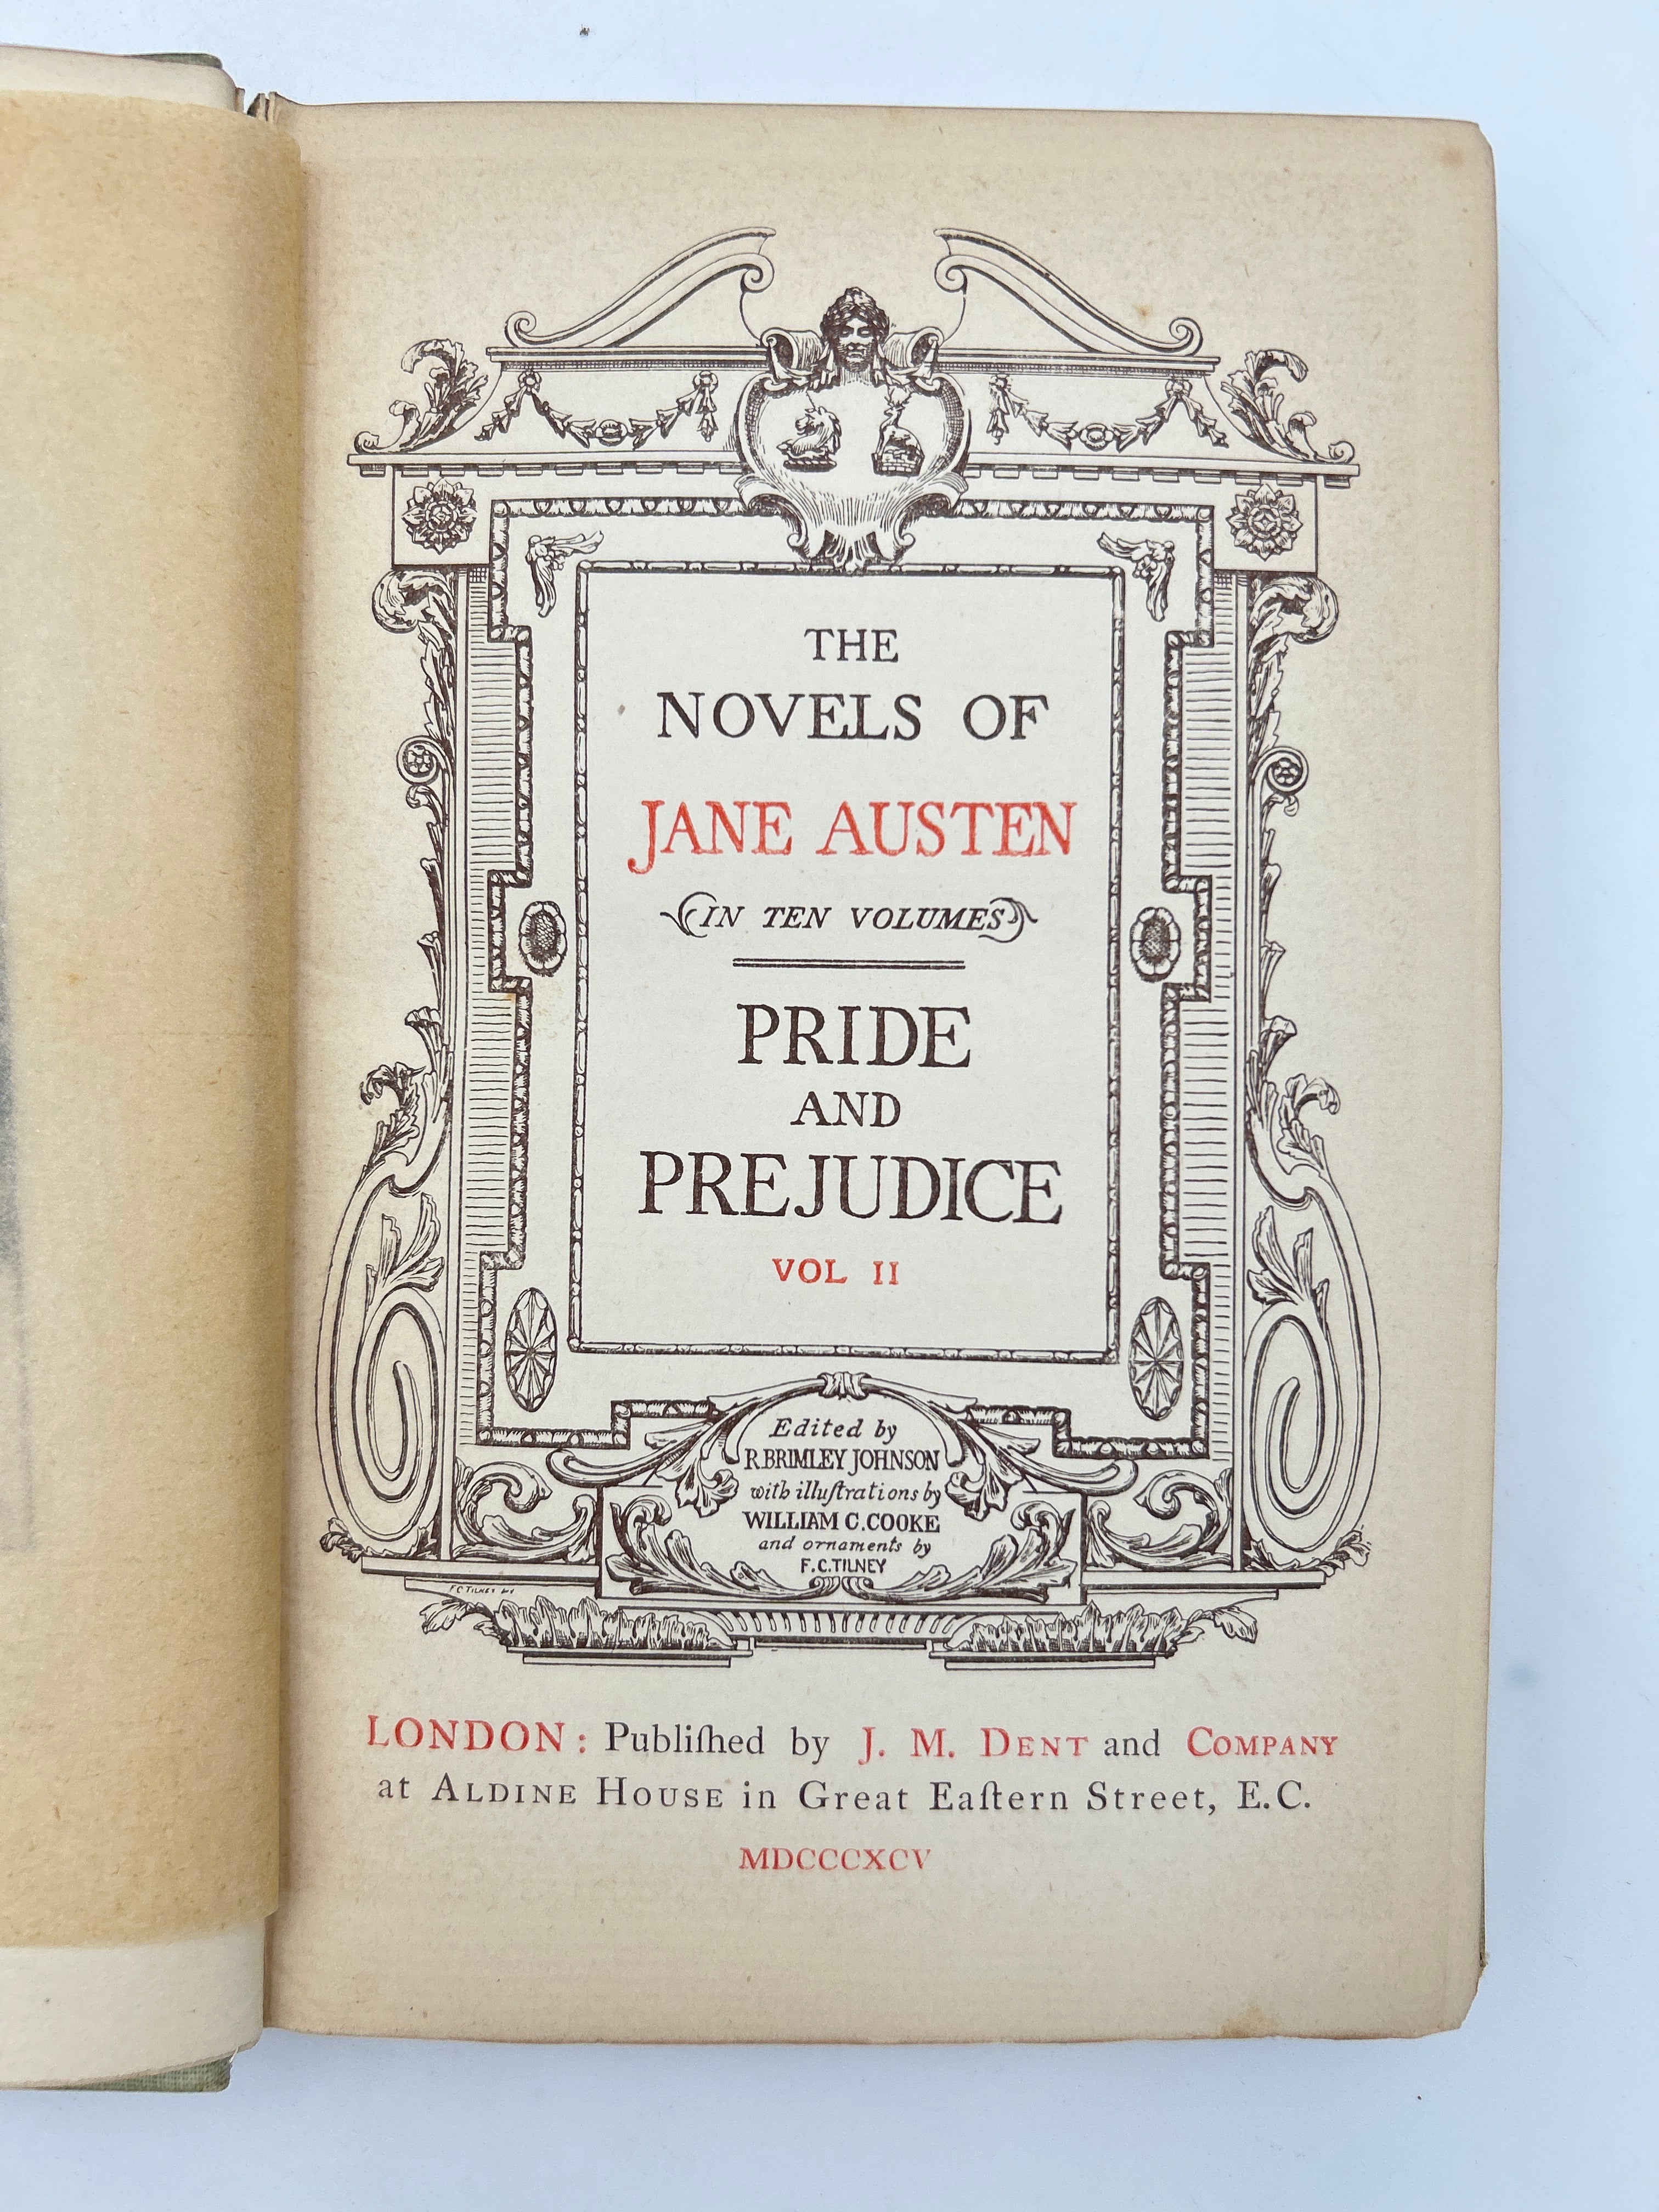 THE
NOVELS OF
JANE AUSTEN
IN TEN VOLUMES
PRIDE
AND
PREJUDICE
VOL II
Edited by
R. BRIMLEY JOHNSON
with illuſtrations by
WILLIAM C. COOKE
and ornaments by
F. C. TILNEY
F C TILNEY
LONDON: Publiſhed by J. M. DENT and COMPANY
at ALDINE HOUSE in Great Eaſtern Street, E.C.
MDCCCXCV